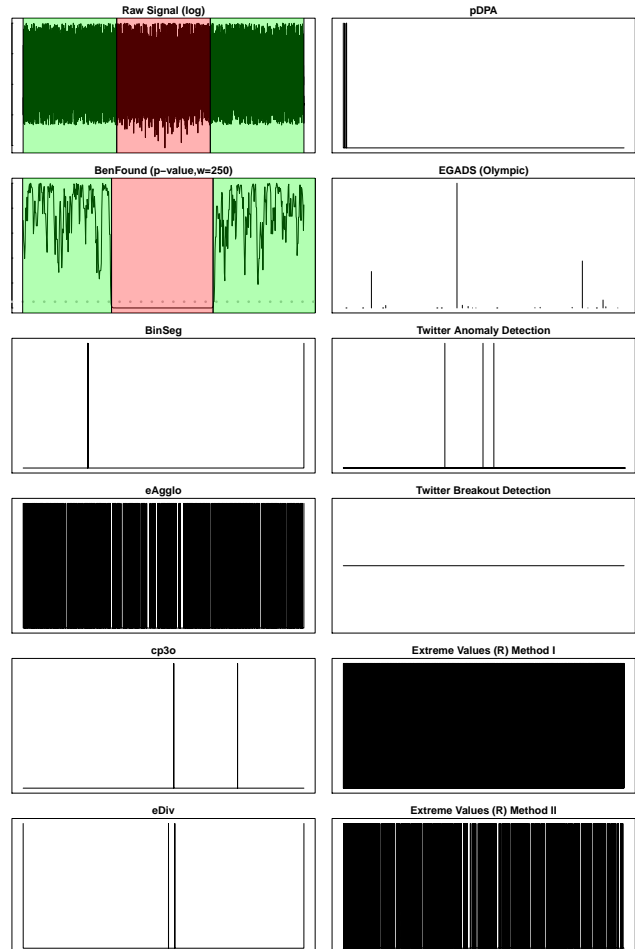 Raw Signal (log)
pDPA
BenFound (p−value,w=250)
EGADS (Olympic)
BinSeg
Twitter Anomaly Detection
eAgglo
Twitter Breakout Detection
cp3o
Extreme Values (R) Method I
eDiv
Extreme Values (R) Method II